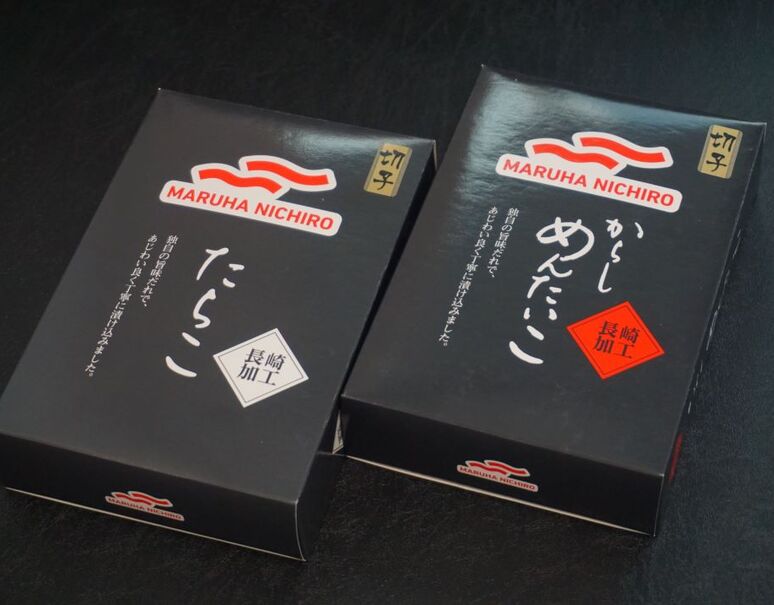 切子
MARUHA NICHIRO
たらこ
独自の旨味だれで、
あじわい良く丁寧に漬け込みました。
長崎
加工
MARUHA NICHIRO
切子
MARUHA NICHIRO
からし
めんたいこ
独自の旨味だれで、
あじわい良く丁寧に漬け込みました。
長崎
加工
MARUHA NICHIRO